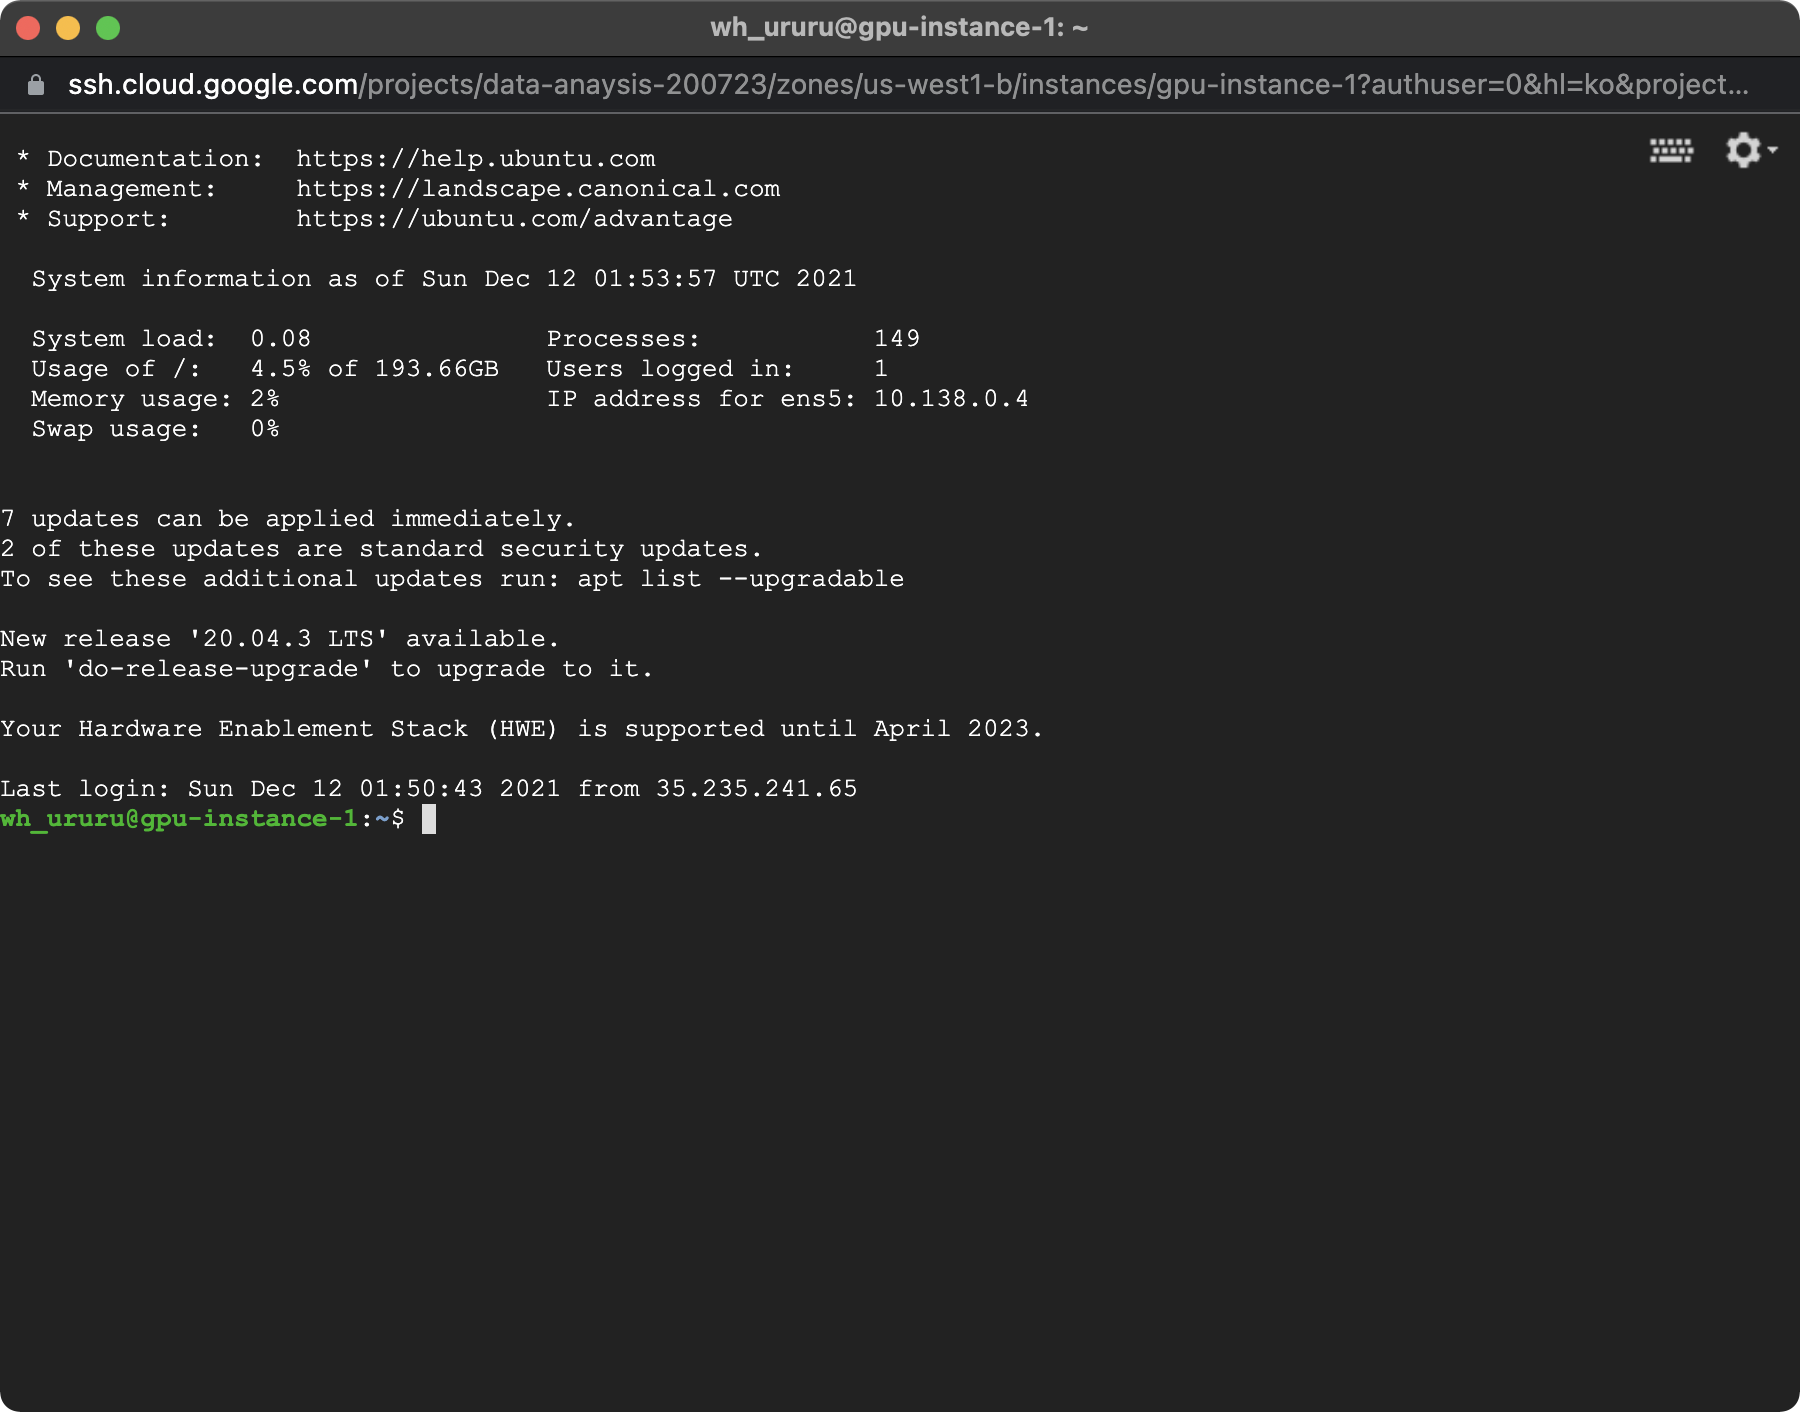 wh_ururu@gpu-instance-1: ~
ssh.cloud.google.com/projects/data-anaysis-200723/zones/us-west1-b/instances/gpu-instance-1?authuser=0&hl=ko&project...
* Documentation:  https://help.ubuntu.com
* Management:     https://landscape.canonical.com
* Support:        https://ubuntu.com/advantage
System information as of Sun Dec 12 01:53:57 UTC 2021
System load:  0.08               Processes:           149
Usage of /:   4.5% of 193.66GB   Users logged in:     1
Memory usage: 2%                 IP address for ens5: 10.138.0.4
Swap usage:   0%
7 updates can be applied immediately.
2 of these updates are standard security updates.
To see these additional updates run: apt list --upgradable
New release '20.04.3 LTS' available.
Run 'do-release-upgrade' to upgrade to it.
Your Hardware Enablement Stack (HWE) is supported until April 2023.
Last login: Sun Dec 12 01:50:43 2021 from 35.235.241.65
wh_ururu@gpu-instance-1:~$